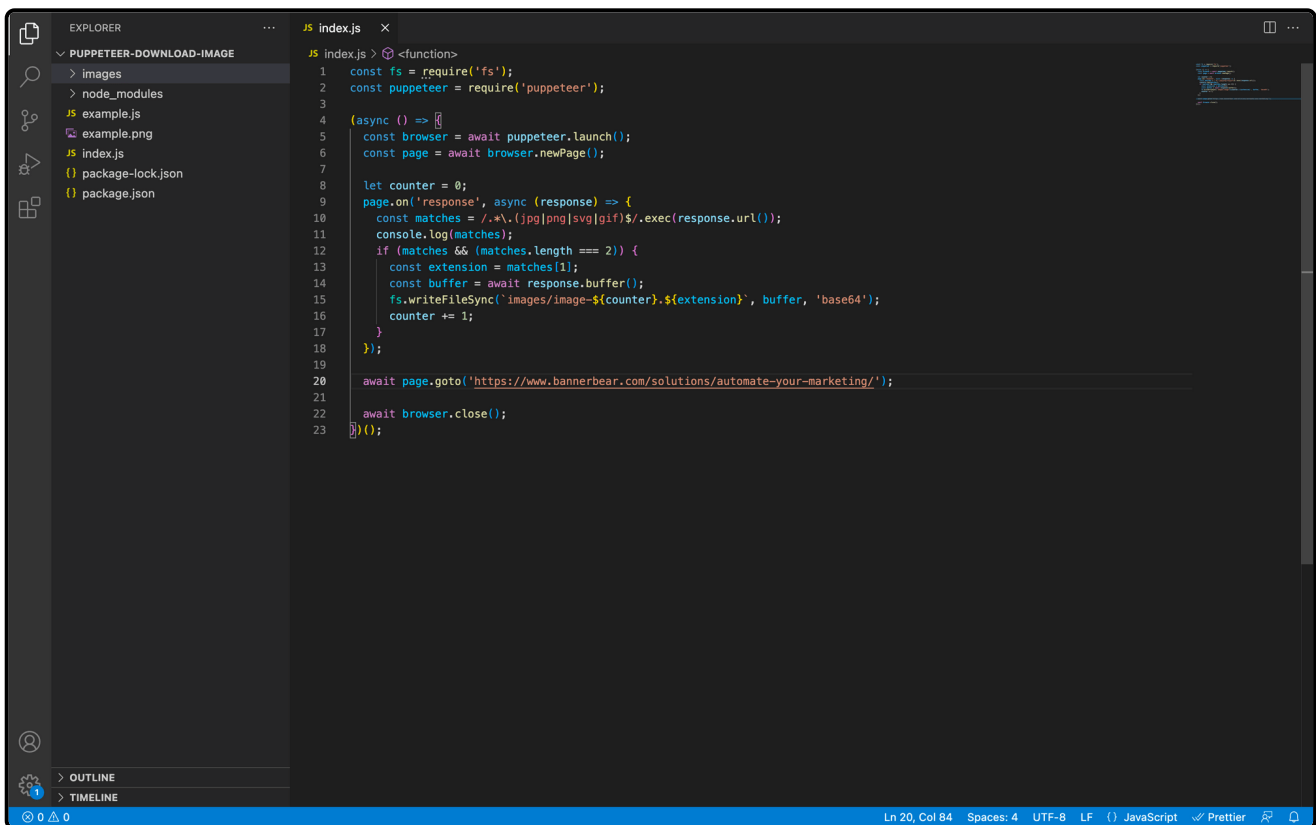 EXPLORER ···
PUPPETEER-DOWNLOAD-IMAGE
images
node_modules
JS example.js
example.png
JS index.js
{} package-lock.json
{} package.json
OUTLINE
TIMELINE
1
JS index.js ×
···
JS index.js > <function>
1 const fs = require('fs');
2 const puppeteer = require('puppeteer');
3
4 (async () => {
5   const browser = await puppeteer.launch();
6   const page = await browser.newPage();
7
8   let counter = 0;
9   page.on('response', async (response) => {
10     const matches = /.*\.(jpg|png|svg|gif)$/.exec(response.url());
11     console.log(matches);
12     if (matches && (matches.length === 2)) {
13       const extension = matches[1];
14       const buffer = await response.buffer();
15       fs.writeFileSync(`images/image-${counter}.${extension}`, buffer, 'base64');
16       counter += 1;
17     }
18   });
19
20   await page.goto('https://www.bannerbear.com/solutions/automate-your-marketing/');
21
22   await browser.close();
23 })();
0 0
Ln 20, Col 84 Spaces: 4 UTF-8 LF {} JavaScript Prettier